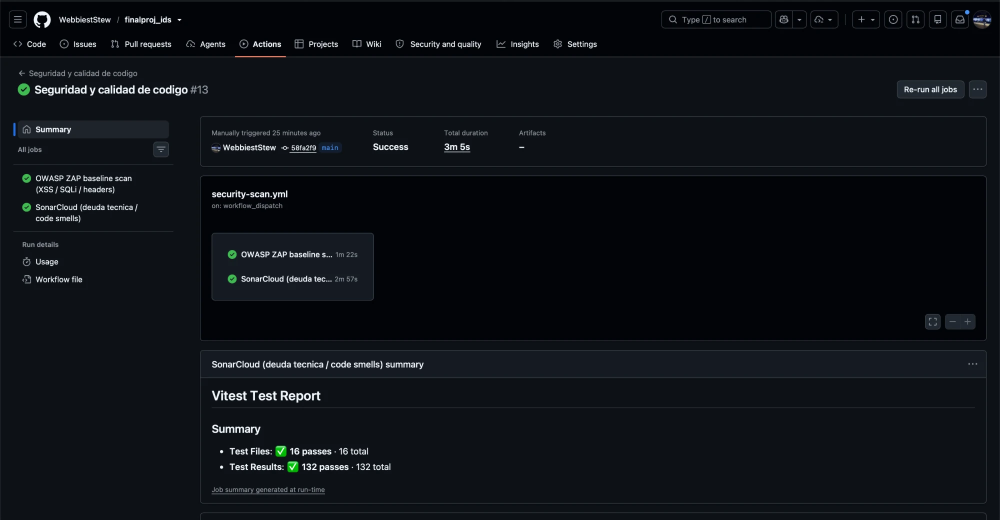 WebbiestStew / finalproj_ids
Type / to search
Code Issues Pull requests Agents Actions Projects Wiki Security and quality Insights Settings
Seguridad y calidad de codigo
Seguridad y calidad de codigo #13
Re-run all jobs
Summary
All jobs
OWASP ZAP baseline scan
(XSS / SQLi / headers)
SonarCloud (deuda tecnica /
code smells)
Run details
Usage
Workflow file
Manually triggered 25 minutes ago
WebbiestStew 58fa2f9 main
Status
Success
Total duration
3m 5s
Artifacts
–
security-scan.yml
on: workflow_dispatch
OWASP ZAP baseline s... 1m 22s
SonarCloud (deuda tec... 2m 57s
SonarCloud (deuda tecnica / code smells) summary
Vitest Test Report
Summary
• Test Files: ✅ 16 passes · 16 total
• Test Results: ✅ 132 passes · 132 total
Job summary generated at run-time